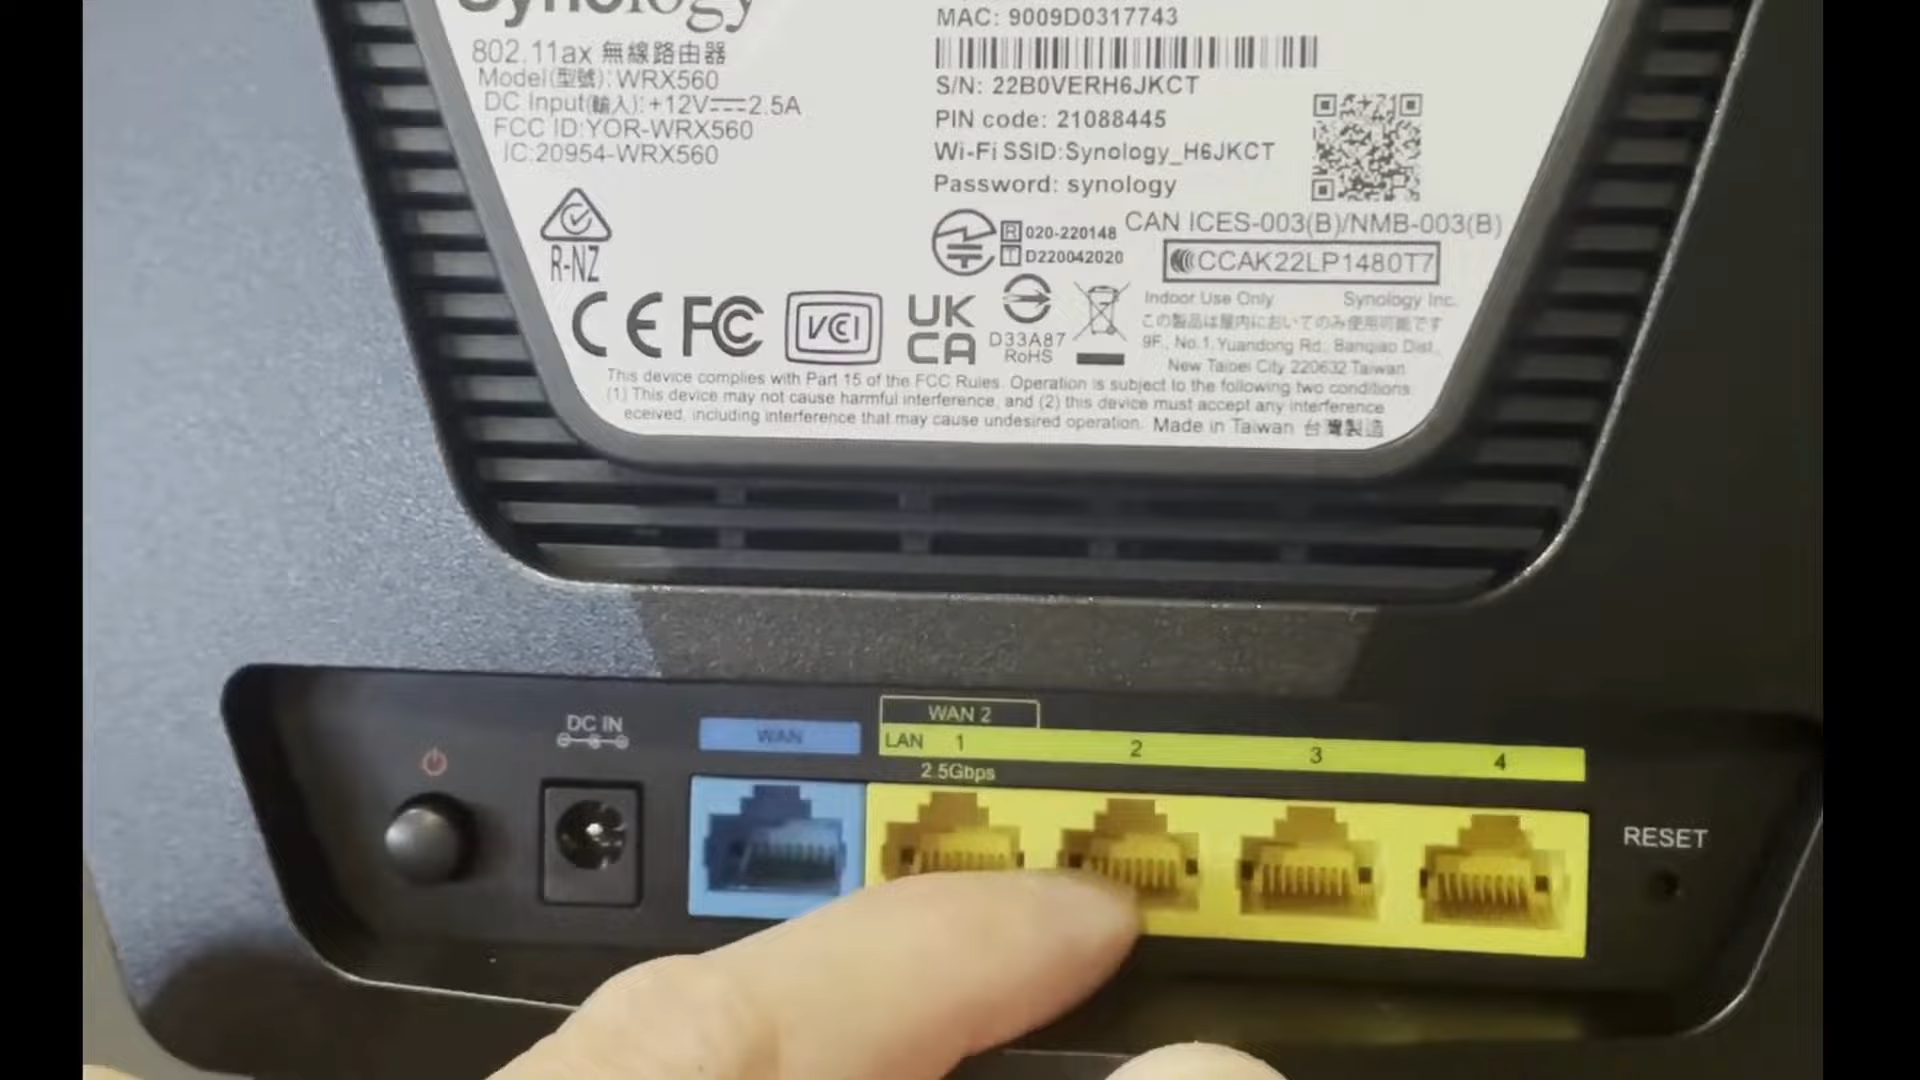 Synology
802.11ax 無線路由器
Model(型號): WRX560
DC Input(輸入): +12V⎓2.5A
FCC ID:YOR-WRX560
IC:20954-WRX560
R-NZ
MAC: 9009D0317743
S/N: 22B0VERH6JKCT
PIN code: 21088445
Wi-Fi SSID:Synology_H6JKCT
Password: synology
R 020-220148
T D220042020
CAN ICES-003(B)/NMB-003(B)
CCAK22LP1480T7
CE FC VCI UK CA
D33A87
RoHS
Indoor Use Only Synology Inc.
この製品は屋内においてのみ使用可能です
9F., No.1, Yuandong Rd., Banqiao Dist.,
New Taipei City 220632 Taiwan
This device complies with Part 15 of the FCC Rules. Operation is subject to the following two conditions:
(1) This device may not cause harmful interference, and (2) this device must accept any interference
eceived, including interference that may cause undesired operation. Made in Taiwan 台灣製造
DC IN
WAN
WAN 2
LAN 1 2 3 4
2.5Gbps
RESET